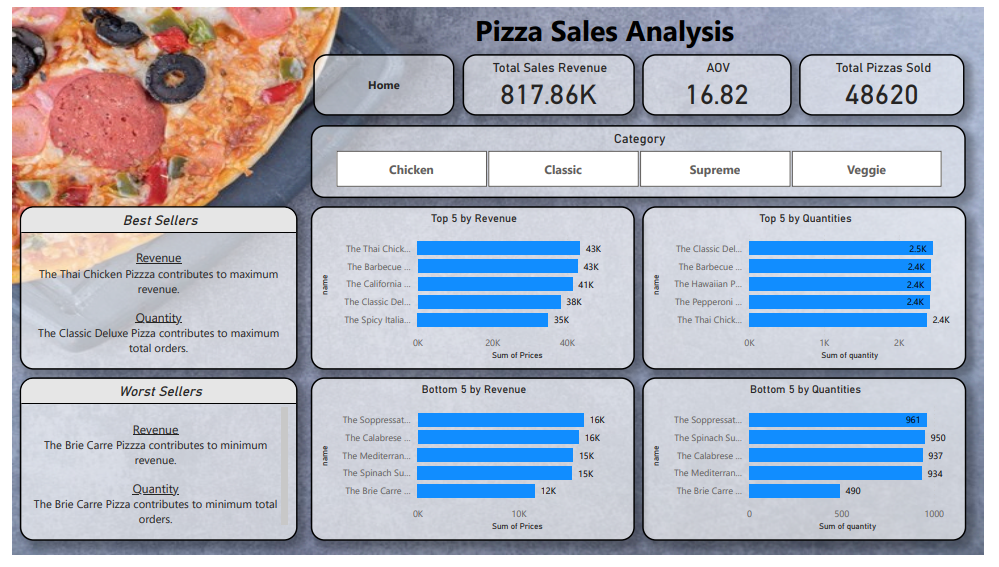 Pizza Sales Analysis
Home
Total Sales Revenue
817.86K
AOV
16.82
Total Pizzas Sold
48620
Category
Chicken
Classic
Supreme
Veggie
Best Sellers
Revenue
The Thai Chicken Pizzza contributes to maximum
revenue.
Quantity
The Classic Deluxe Pizza contributes to maximum
total orders.
Top 5 by Revenue
name
The Thai Chick... 43K
The Barbecue ... 43K
The California ... 41K
The Classic Del... 38K
The Spicy Italia... 35K
0K 20K 40K
Sum of Prices
Top 5 by Quantities
name
The Classic Del... 2.5K
The Barbecue ... 2.4K
The Hawaiian P... 2.4K
The Pepperoni ... 2.4K
The Thai Chick... 2.4K
0K 1K 2K
Sum of quantity
Worst Sellers
Revenue
The Brie Carre Pizzza contributes to minimum
revenue.
Quantity
The Brie Carre Pizza contributes to minimum total
orders.
Bottom 5 by Revenue
name
The Soppressat... 16K
The Calabrese ... 16K
The Mediterran... 15K
The Spinach Su... 15K
The Brie Carre ... 12K
0K 10K
Sum of Prices
Bottom 5 by Quantities
name
The Soppressat... 961
The Spinach Su... 950
The Calabrese ... 937
The Mediterran... 934
The Brie Carre ... 490
0 500 1000
Sum of quantity